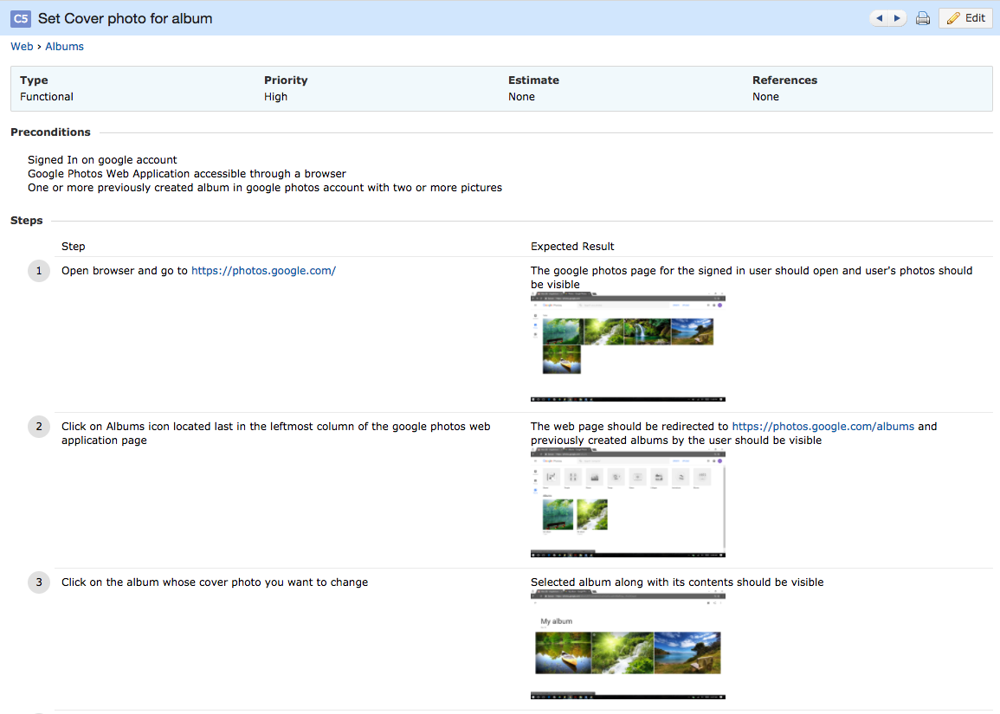 C5 Set Cover photo for album
Edit
Web › Albums
Type Priority Estimate References
Functional High None None
Preconditions
Signed In on google account
Google Photos Web Application accessible through a browser
One or more previously created album in google photos account with two or more pictures
Steps
Step Expected Result
1 Open browser and go to https://photos.google.com/
The google photos page for the signed in user should open and user's photos should
be visible
2 Click on Albums icon located last in the leftmost column of the google photos web
application page
The web page should be redirected to https://photos.google.com/albums and
previously created albums by the user should be visible
Albums
3 Click on the album whose cover photo you want to change
Selected album along with its contents should be visible
My album